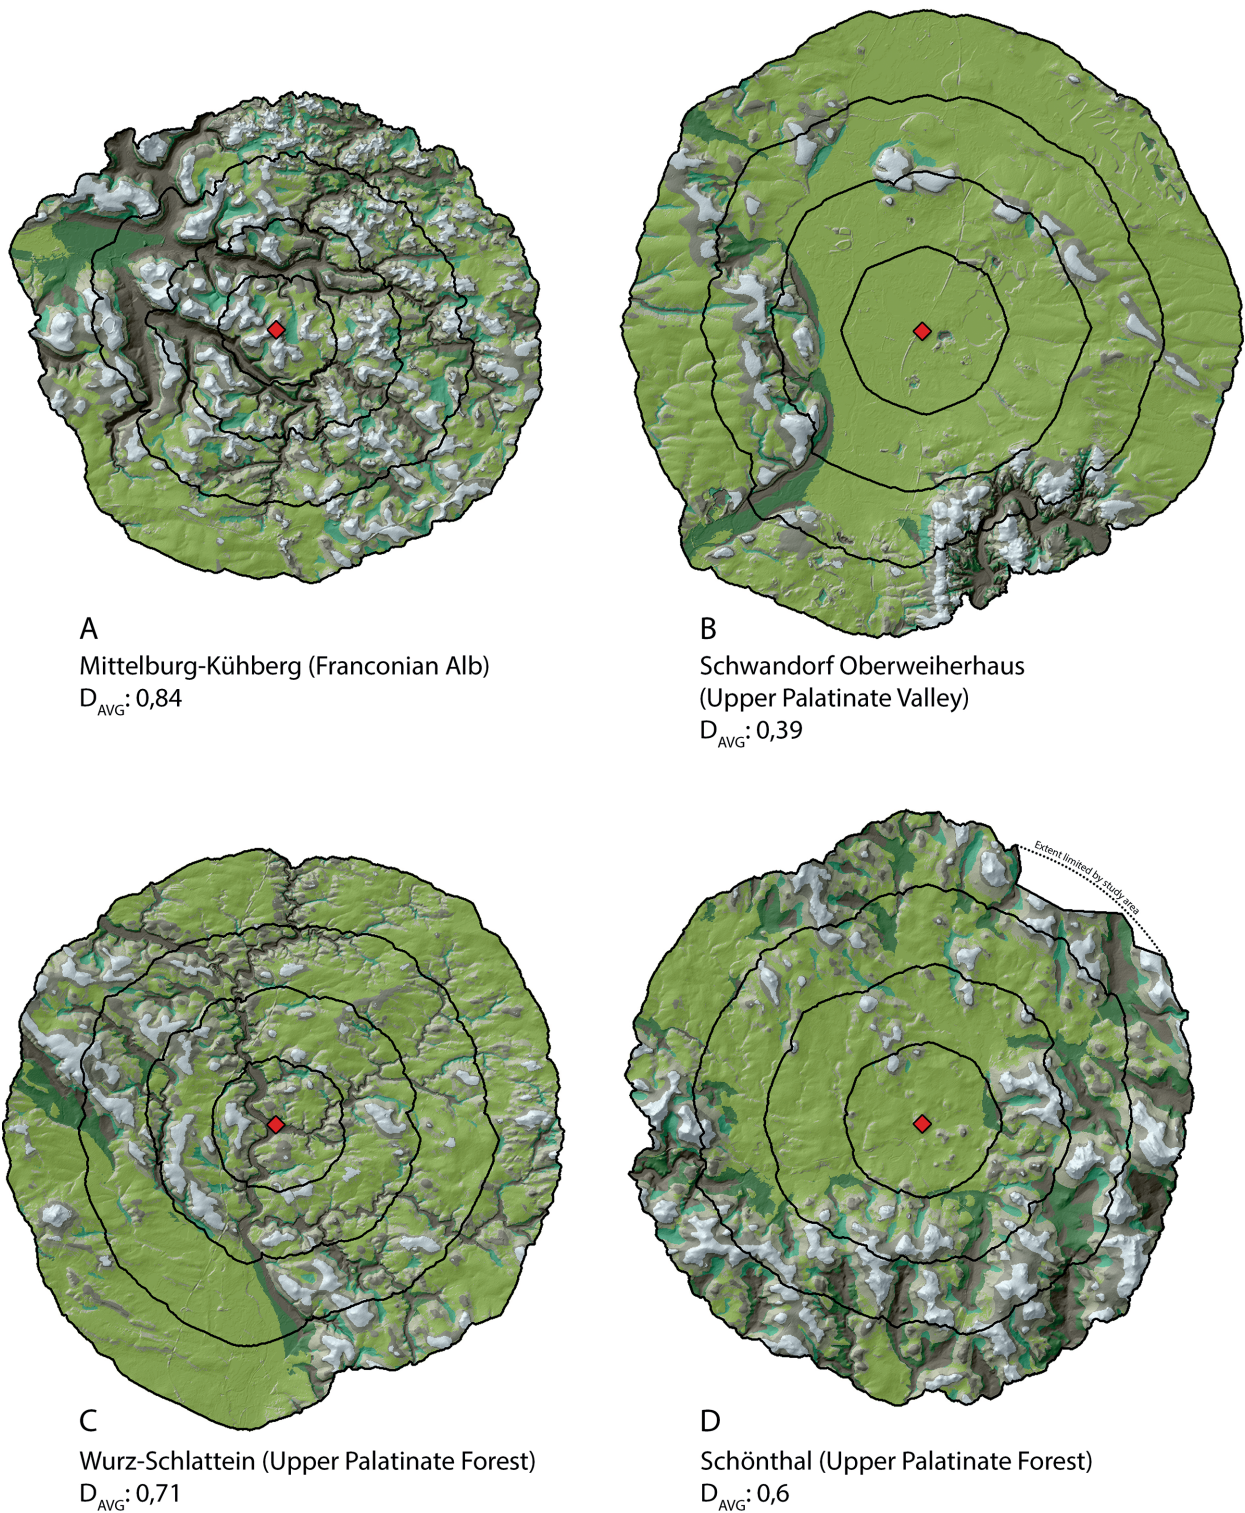 A
Mittelburg-Kühberg (Franconian Alb)
DAVG: 0,84
B
Schwandorf Oberweiherhaus
(Upper Palatinate Valley)
DAVG: 0,39
Extent limited by study area
C
Wurz-Schlattein (Upper Palatinate Forest)
DAVG: 0,71
D
Schönthal (Upper Palatinate Forest)
DAVG: 0,6